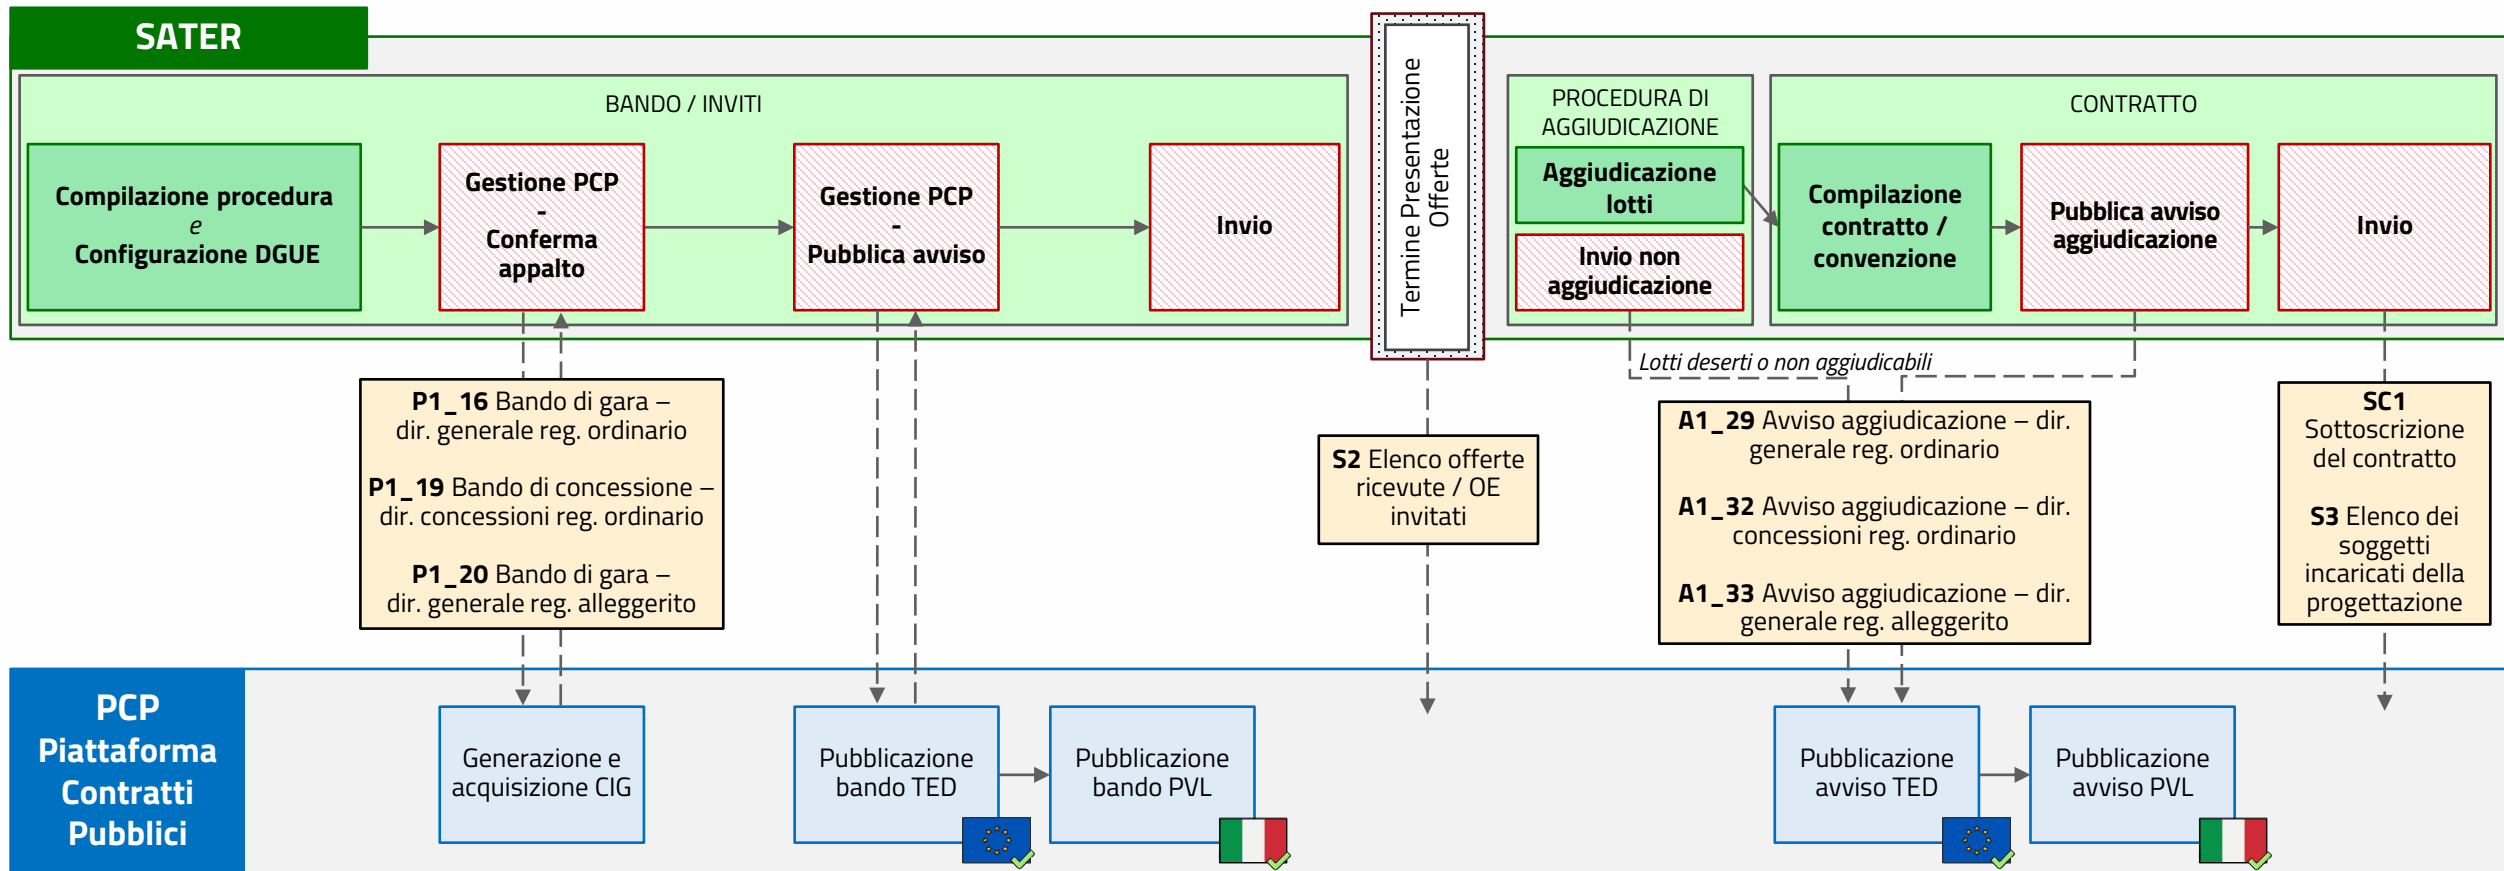 SATER
BANDO / INVITI
Compilazione procedura
e
Configurazione DGUE
Gestione PCP
-
Conferma
appalto
Gestione PCP
-
Pubblica avviso
Invio
Termine Presentazione
Offerte
PROCEDURA DI
AGGIUDICAZIONE
Aggiudicazione
lotti
Invio non
aggiudicazione
CONTRATTO
Compilazione
contratto /
convenzione
Pubblica avviso
aggiudicazione
Invio
Lotti deserti o non aggiudicabili
P1_16 Bando di gara –
dir. generale reg. ordinario
P1_19 Bando di concessione –
dir. concessioni reg. ordinario
P1_20 Bando di gara –
dir. generale reg. alleggerito
S2 Elenco offerte
ricevute / OE
invitati
A1_29 Avviso aggiudicazione – dir.
generale reg. ordinario
A1_32 Avviso aggiudicazione – dir.
concessioni reg. ordinario
A1_33 Avviso aggiudicazione – dir.
generale reg. alleggerito
SC1
Sottoscrizione
del contratto
S3 Elenco dei
soggetti
incaricati della
progettazione
PCP
Piattaforma
Contratti
Pubblici
Generazione e
acquisizione CIG
Pubblicazione
bando TED
Pubblicazione
bando PVL
Pubblicazione
avviso TED
Pubblicazione
avviso PVL